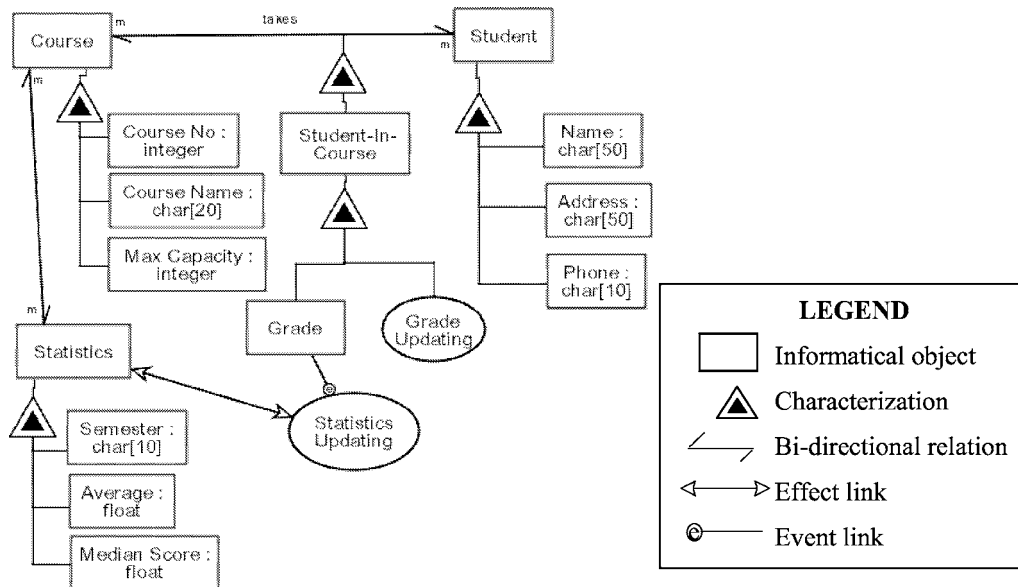 m
takes
Course
Student
m
m
Course No :
integer
Student-In-
Course
Name :
char[50]
Course Name :
char[20]
Address :
char[50]
Max Capacity :
integer
Phone :
char[10]
m
Grade
Grade
Updating
Statistics
e
Statistics
Updating
Semester :
char[10]
Average :
float
Median Score :
float
LEGEND
Informatical object
Characterization
Bi-directional relation
Effect link
e
Event link